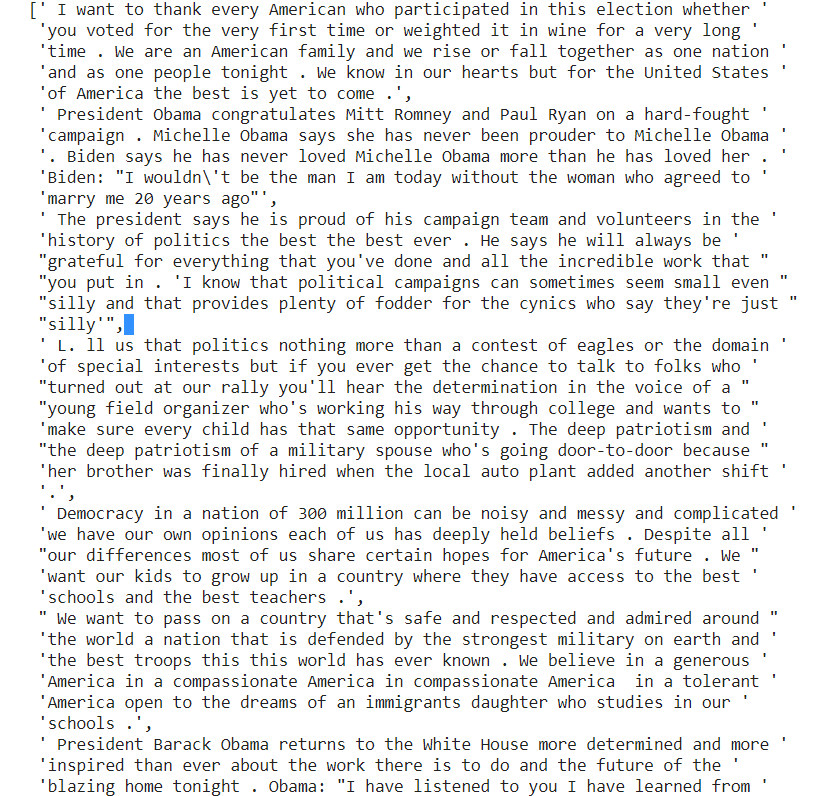 [' I want to thank every American who participated in this election whether '
'you voted for the very first time or weighted it in wine for a very long '
'time . We are an American family and we rise or fall together as one nation '
'and as one people tonight . We know in our hearts but for the United States '
'of America the best is yet to come .',
' President Obama congratulates Mitt Romney and Paul Ryan on a hard-fought '
'campaign . Michelle Obama says she has never been prouder to Michelle Obama '
'. Biden says he has never loved Michelle Obama more than he has loved her . '
'Biden: "I wouldn\'t be the man I am today without the woman who agreed to '
'marry me 20 years ago"',
' The president says he is proud of his campaign team and volunteers in the '
'history of politics the best the best ever . He says he will always be '
"grateful for everything that you've done and all the incredible work that "
"you put in . 'I know that political campaigns can sometimes seem small even "
"silly and that provides plenty of fodder for the cynics who say they're just "
"silly'",
' L. ll us that politics nothing more than a contest of eagles or the domain '
'of special interests but if you ever get the chance to talk to folks who '
"turned out at our rally you'll hear the determination in the voice of a "
"young field organizer who's working his way through college and wants to "
'make sure every child has that same opportunity . The deep patriotism and '
"the deep patriotism of a military spouse who's going door-to-door because "
'her brother was finally hired when the local auto plant added another shift '
'.',
' Democracy in a nation of 300 million can be noisy and messy and complicated '
'we have our own opinions each of us has deeply held beliefs . Despite all '
"our differences most of us share certain hopes for America's future . We "
'want our kids to grow up in a country where they have access to the best '
'schools and the best teachers .',
" We want to pass on a country that's safe and respected and admired around "
'the world a nation that is defended by the strongest military on earth and '
'the best troops this this world has ever known . We believe in a generous '
'America in a compassionate America in compassionate America  in a tolerant '
'America open to the dreams of an immigrants daughter who studies in our '
'schools .',
' President Barack Obama returns to the White House more determined and more '
'inspired than ever about the work there is to do and the future of the '
'blazing home tonight . Obama: "I have listened to you I have learned from '